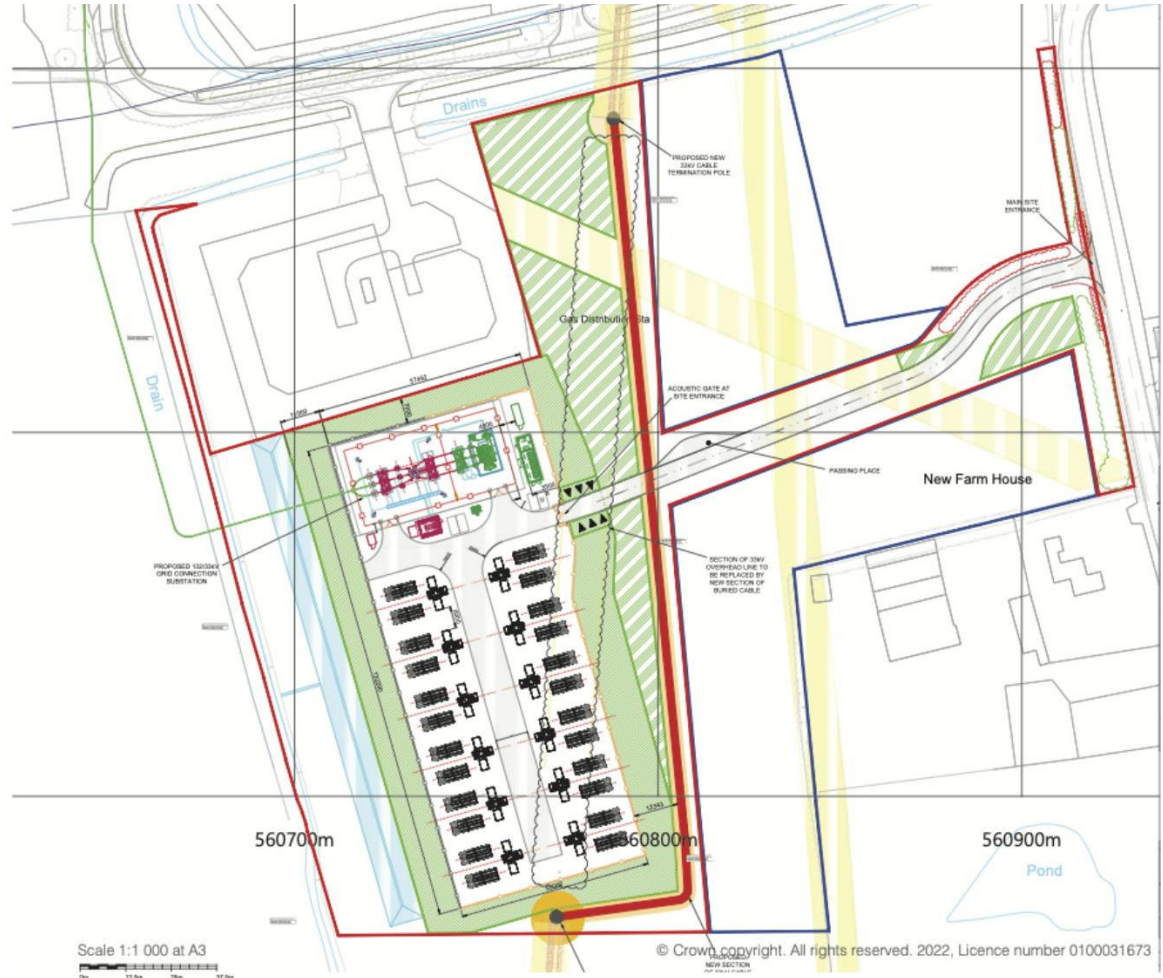 Drains
PROPOSED NEW
33kV CABLE
TERMINATION POLE
MAIN SITE
ENTRANCE
Gas Distribution Sta
Drain
57492
ACOUSTIC GATE AT
SITE ENTRANCE
PASSING PLACE
New Farm House
PROPOSED 132/33kV
GRID CONNECTION
SUBSTATION
SECTION OF 33kV
OVERHEAD LINE TO
BE REPLACED BY
NEW SECTION OF
BURIED CABLE
12343
560700m
560800m
560900m
Pond
Scale 1:1 000 at A3
© Crown copyright. All rights reserved. 2022, Licence number 0100031673
PROPOSED
NEW SECTION